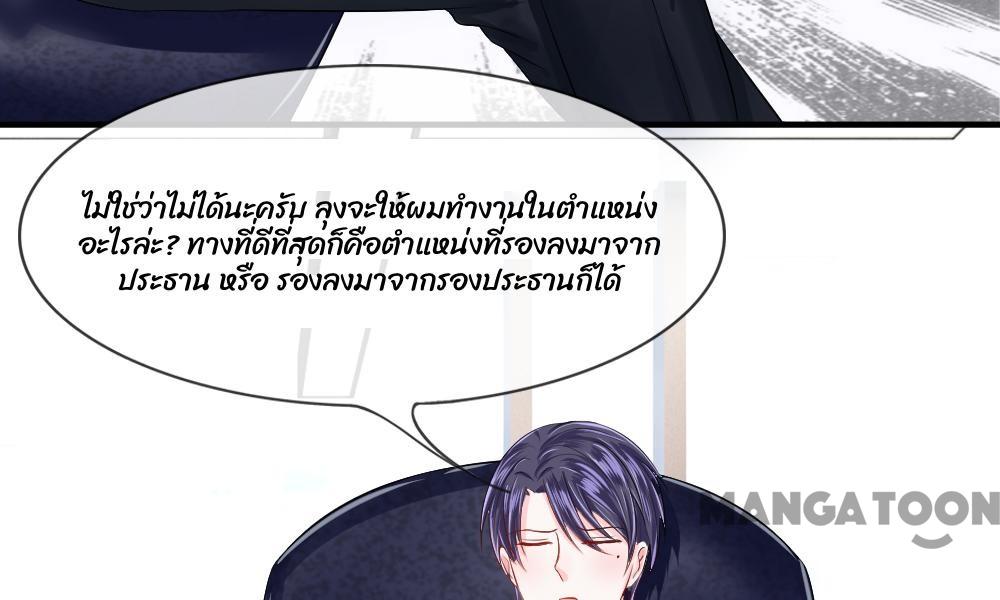 ไม่ใช่ว่าไม่ได้นะครับ ลุงจะให้ผมทำงานในตำแหน่ง
อะไรล่ะ? ทางที่ดีที่สุดก็คือตำแหน่งที่รองลงมาจาก
ประธาน หรือ รองลงมาจากรองประธานก็ได้
MANGATOON